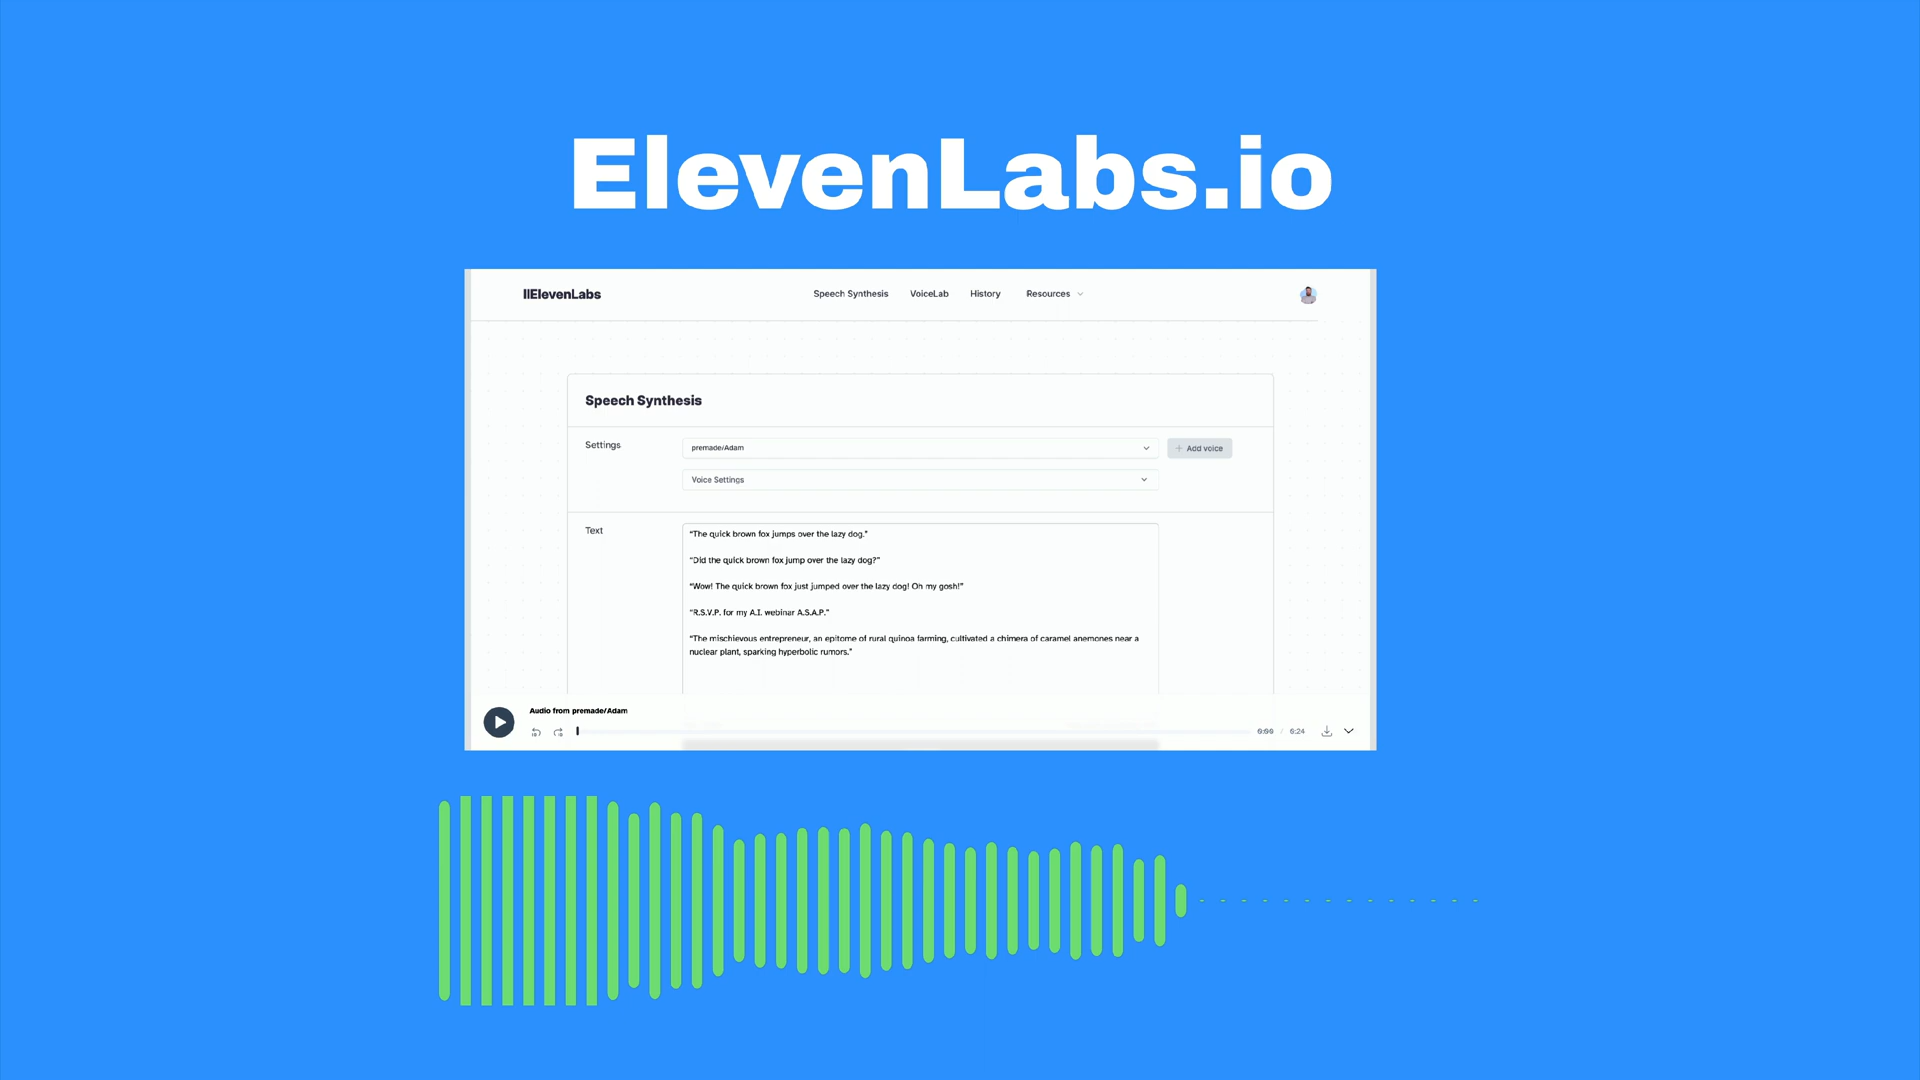 ElevenLabs.io
IIElevenLabs
Speech Synthesis
VoiceLab
History
Resources
Speech Synthesis
Settings
premade/Adam
+ Add voice
Voice Settings
Text
“The quick brown fox jumps over the lazy dog.”
“Did the quick brown fox jump over the lazy dog?”
“Wow! The quick brown fox just jumped over the lazy dog! Oh my gosh!”
“R.S.V.P. for my A.I. webinar A.S.A.P.”
“The mischievous entrepreneur, an epitome of rural quinoa farming, cultivated a chimera of caramel anemones near a
nuclear plant, sparking hyperbolic rumors.”
Audio from premade/Adam
0:00 / 0:24